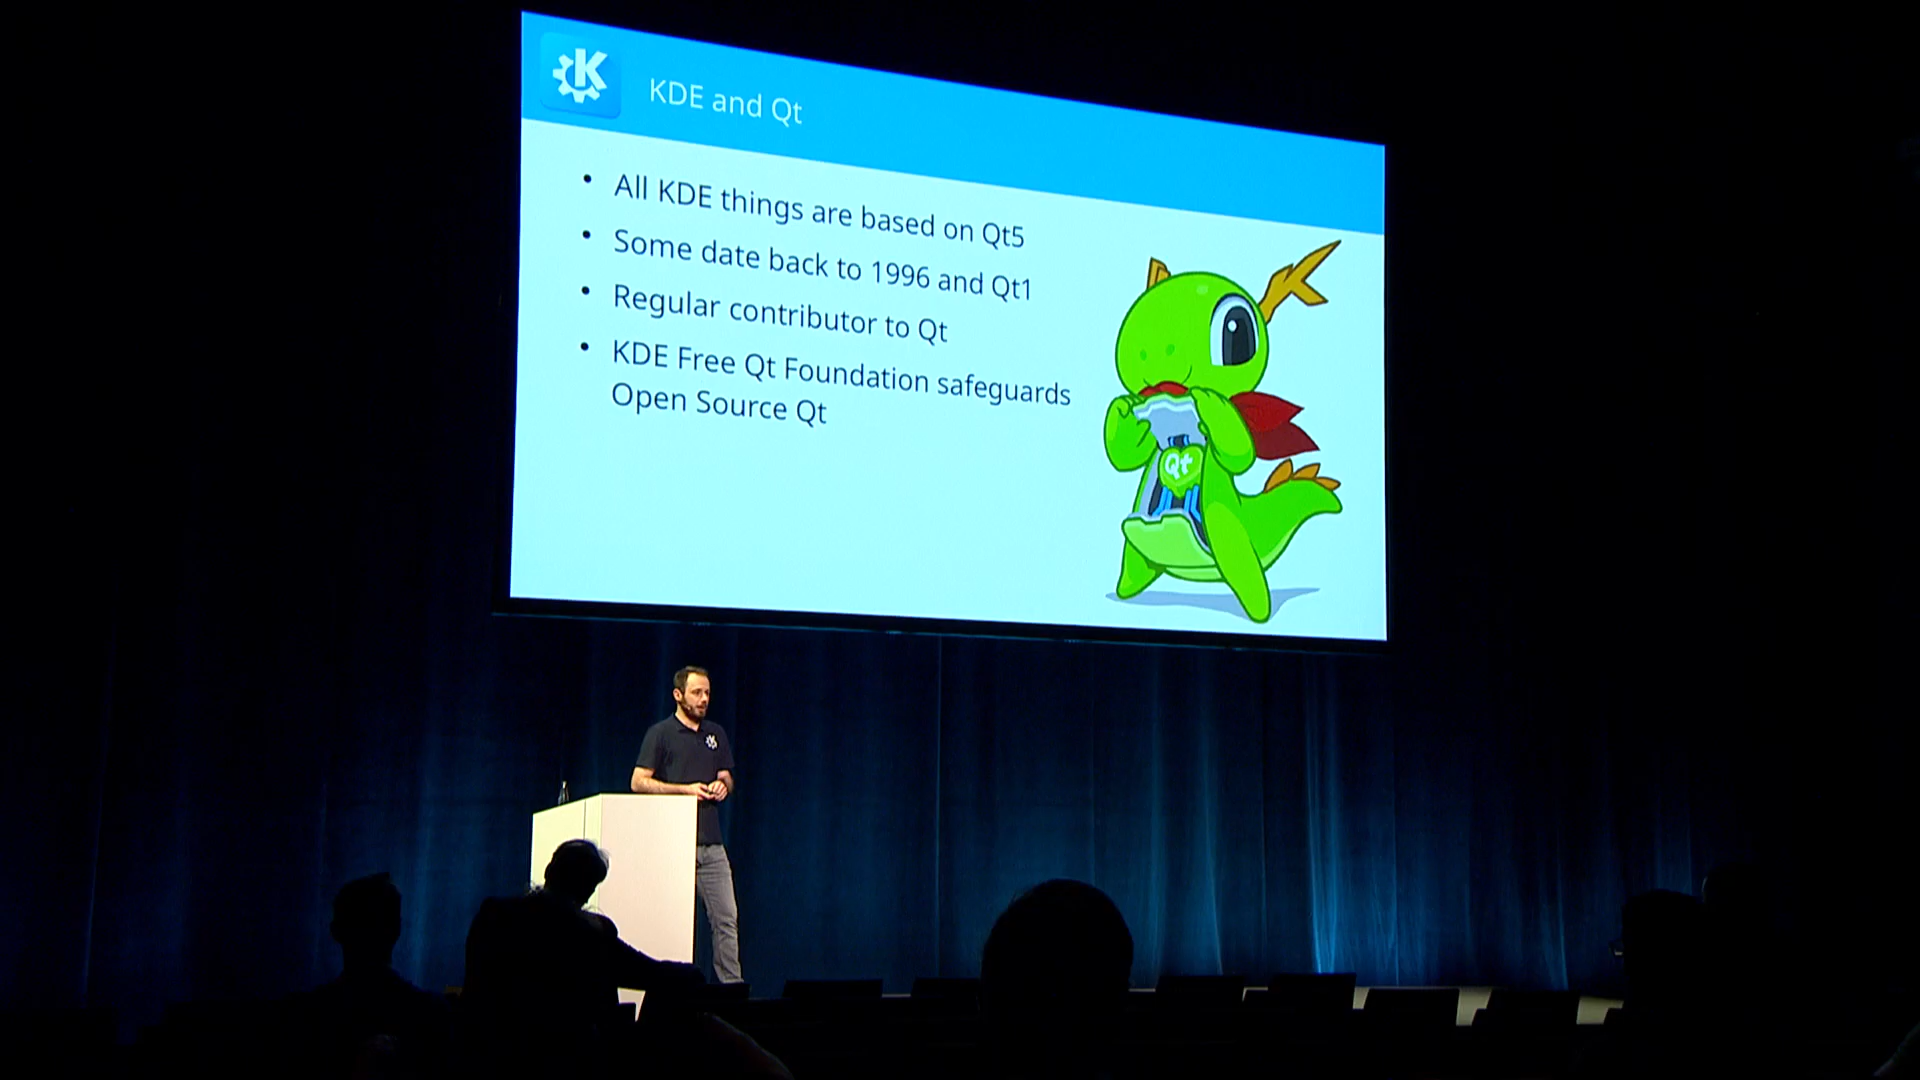 KDE and Qt
• All KDE things are based on Qt5
• Some date back to 1996 and Qt1
• Regular contributor to Qt
• KDE Free Qt Foundation safeguards
Open Source Qt
Qt